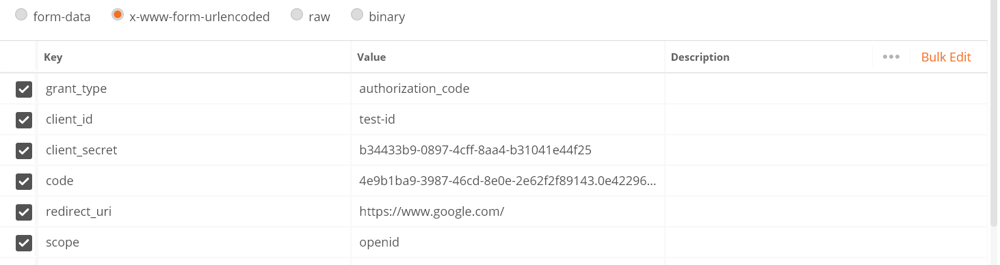 form-data x-www-form-urlencoded raw binary
Key Value Description ••• Bulk Edit
grant_type authorization_code
client_id test-id
client_secret b34433b9-0897-4cff-8aa4-b31041e44f25
code 4e9b1ba9-3987-46cd-8e0e-2e62f2f89143.0e42296...
redirect_uri https://www.google.com/
scope openid